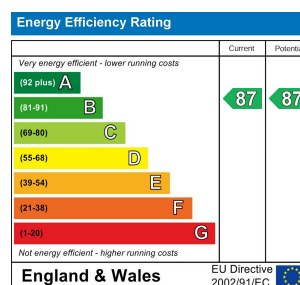 Energy Efficiency Rating
Current Potentia
Very energy efficient - lower running costs
(92 plus) A
(81-91) B
87 87
(69-80) C
(55-68) D
(39-54) E
(21-38) F
(1-20) G
Not energy efficient - higher running costs
England & Wales
EU Directive
2002/91/EC